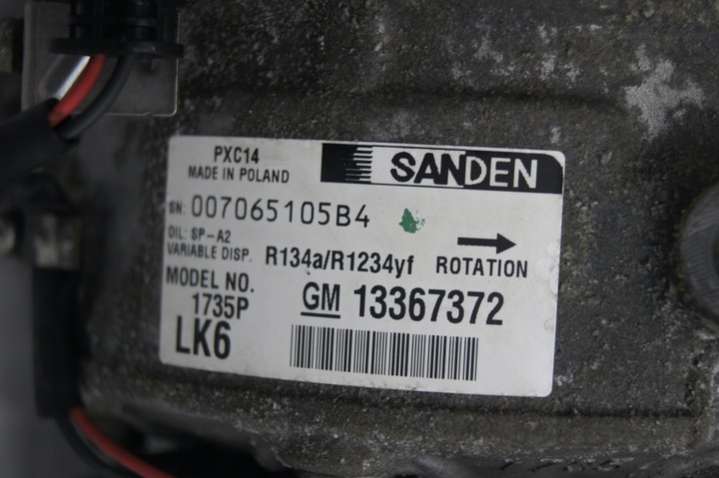 PXC14
MADE IN POLAND
SANDEN
SN: 007065105B4
OIL: SP-A2
VARIABLE DISP. R134a/R1234yf
ROTATION
MODEL NO.
1735P
GM 13367372
LK6